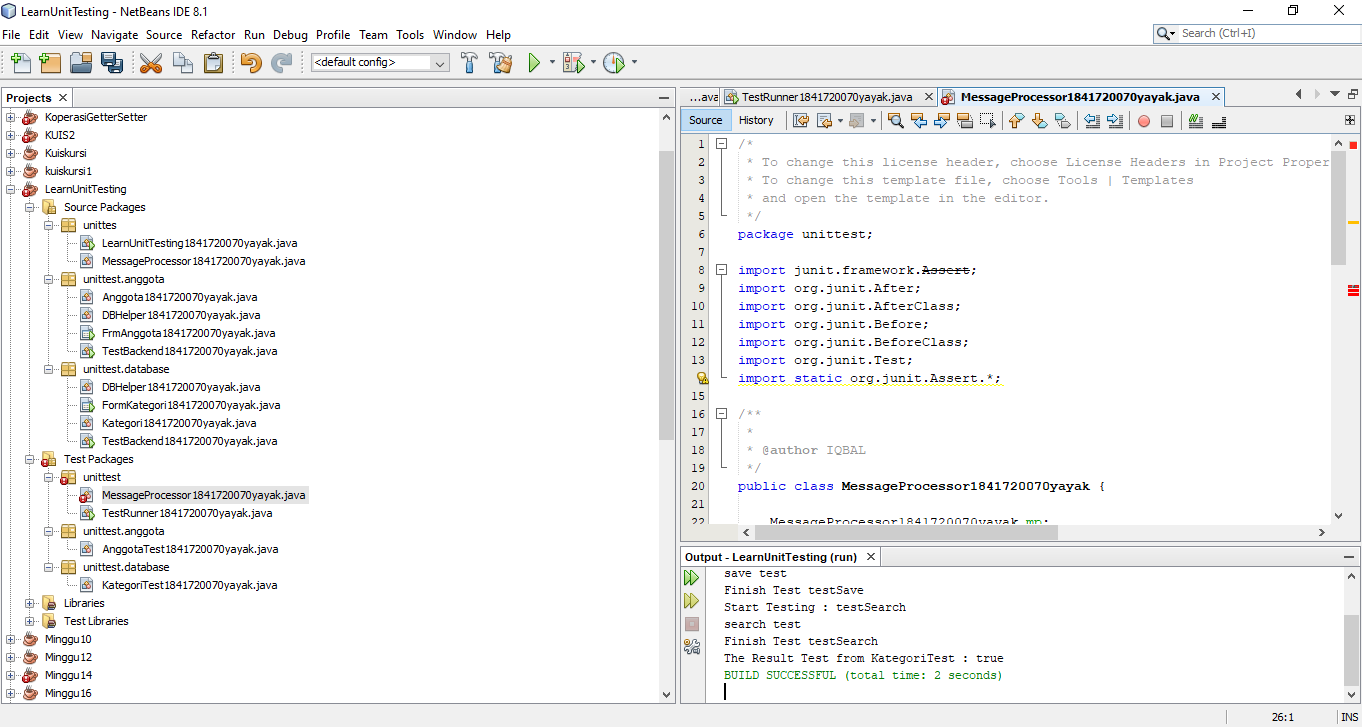 LearnUnitTesting - NetBeans IDE 8.1
File Edit View Navigate Source Refactor Run Debug Profile Team Tools Window Help
Search (Ctrl+I)
<default config>
Projects
KoperasiGetterSetter
KUIS2
Kuiskursi
kuiskursi1
LearnUnitTesting
Source Packages
unittes
LearnUnitTesting1841720070yayak.java
MessageProcessor1841720070yayak.java
unittest.anggota
Anggota1841720070yayak.java
DBHelper1841720070yayak.java
FrmAnggota1841720070yayak.java
TestBackend1841720070yayak.java
unittest.database
DBHelper1841720070yayak.java
FormKategori1841720070yayak.java
Kategori1841720070yayak.java
TestBackend1841720070yayak.java
Test Packages
unittest
MessageProcessor1841720070yayak.java
TestRunner1841720070yayak.java
unittest.anggota
AnggotaTest1841720070yayak.java
unittest.database
KategoriTest1841720070yayak.java
Libraries
Test Libraries
Minggu10
Minggu12
Minggu14
Minggu16
...ava TestRunner1841720070yayak.java MessageProcessor1841720070yayak.java
Source History
1 /*
2 * To change this license header, choose License Headers in Project Proper
3 * To change this template file, choose Tools | Templates
4 * and open the template in the editor.
5 */
6 package unittest;
7
8 import junit.framework.Assert;
9 import org.junit.After;
10 import org.junit.AfterClass;
11 import org.junit.Before;
12 import org.junit.BeforeClass;
13 import org.junit.Test;
import static org.junit.Assert.*;
15
16 /**
17 *
18 * @author IQBAL
19 */
20 public class MessageProcessor1841720070yayak {
21
22 MessageProcessor1841720070yayak mp;
Output - LearnUnitTesting (run)
save test
Finish Test testSave
Start Testing : testSearch
search test
Finish Test testSearch
The Result Test from KategoriTest : true
BUILD SUCCESSFUL (total time: 2 seconds)
26:1 INS